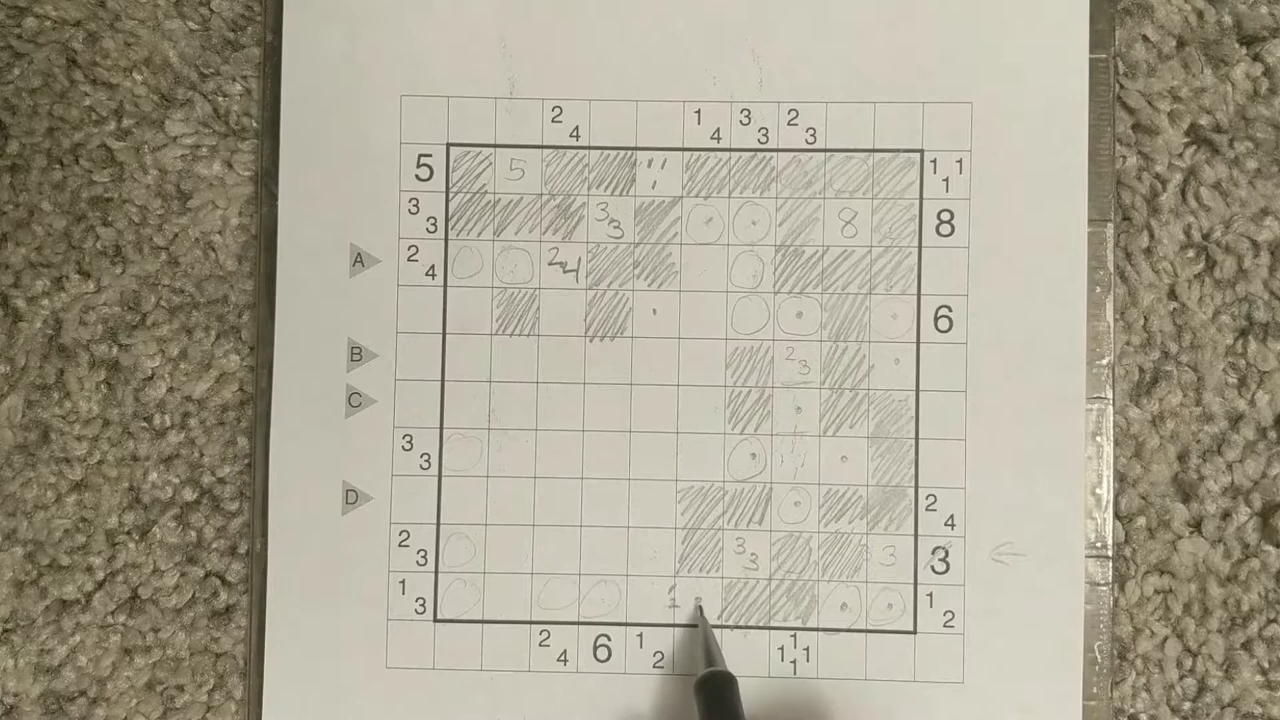 2 4 1 4 3 3 2 3
5 5 1 1 1
3 3 3 3 8 8
A 2 4 2 4
6
B 2 3
C
3 3
D 2 4
2 3 3 3 3 3
1 3 1 2
2 4 6 1 2 1 1 1